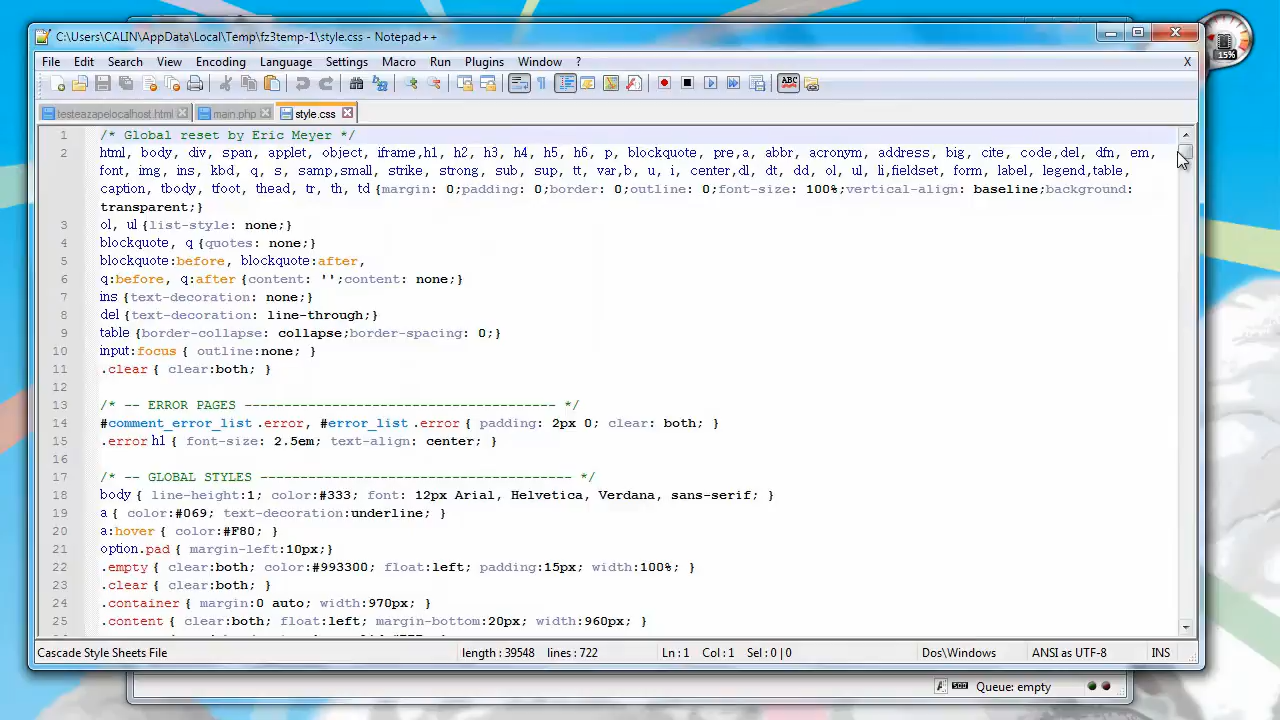 C:\Users\CALIN\AppData\Local\Temp\fz3temp-1\style.css - Notepad++
15%
File Edit Search View Encoding Language Settings Macro Run Plugins Window ? X
ABC
testeazapelocalhost.html main.php style.css
1 /* Global reset by Eric Meyer */
2 html, body, div, span, applet, object, iframe,h1, h2, h3, h4, h5, h6, p, blockquote, pre,a, abbr, acronym, address, big, cite, code,del, dfn, em,
font, img, ins, kbd, q, s, samp,small, strike, strong, sub, sup, tt, var,b, u, i, center,dl, dt, dd, ol, ul, li,fieldset, form, label, legend,table,
caption, tbody, tfoot, thead, tr, th, td {margin: 0;padding: 0;border: 0;outline: 0;font-size: 100%;vertical-align: baseline;background:
transparent;}
3 ol, ul {list-style: none;}
4 blockquote, q {quotes: none;}
5 blockquote:before, blockquote:after,
6 q:before, q:after {content: '';content: none;}
7 ins {text-decoration: none;}
8 del {text-decoration: line-through;}
9 table {border-collapse: collapse;border-spacing: 0;}
10 input:focus { outline:none; }
11 .clear { clear:both; }
12
13 /* -- ERROR PAGES --------------------------------------- */
14 #comment_error_list .error, #error_list .error { padding: 2px 0; clear: both; }
15 .error h1 { font-size: 2.5em; text-align: center; }
16
17 /* -- GLOBAL STYLES --------------------------------------- */
18 body { line-height:1; color:#333; font: 12px Arial, Helvetica, Verdana, sans-serif; }
19 a { color:#069; text-decoration:underline; }
20 a:hover { color:#F80; }
21 option.pad { margin-left:10px;}
22 .empty { clear:both; color:#993300; float:left; padding:15px; width:100%; }
23 .clear { clear:both; }
24 .container { margin:0 auto; width:970px; }
25 .content { clear:both; float:left; margin-bottom:20px; width:960px; }
Cascade Style Sheets File length : 39548 lines : 722 Ln : 1 Col : 1 Sel : 0 | 0 Dos\Windows ANSI as UTF-8 INS
Queue: empty